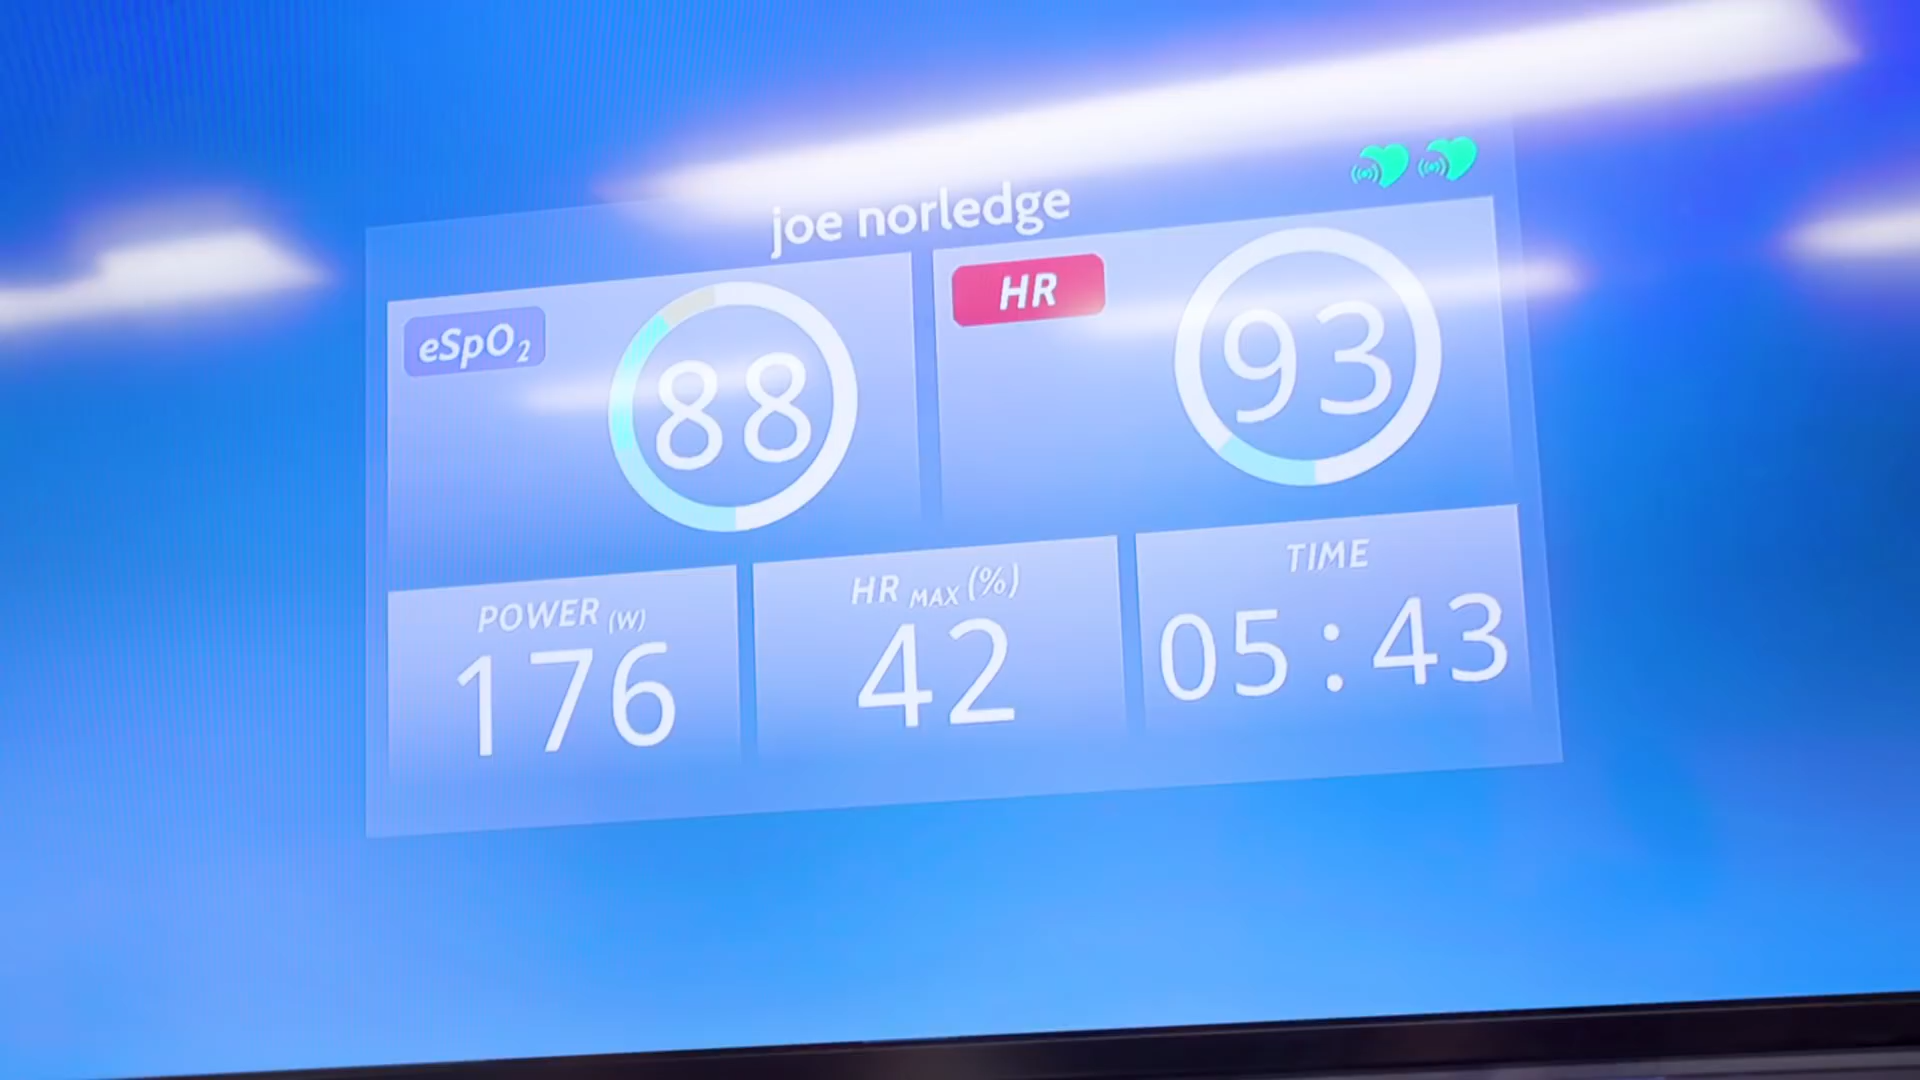 joe norledge
eSpO₂
88
HR
93
POWER (W)
176
HR MAX (%)
42
TIME
05:43